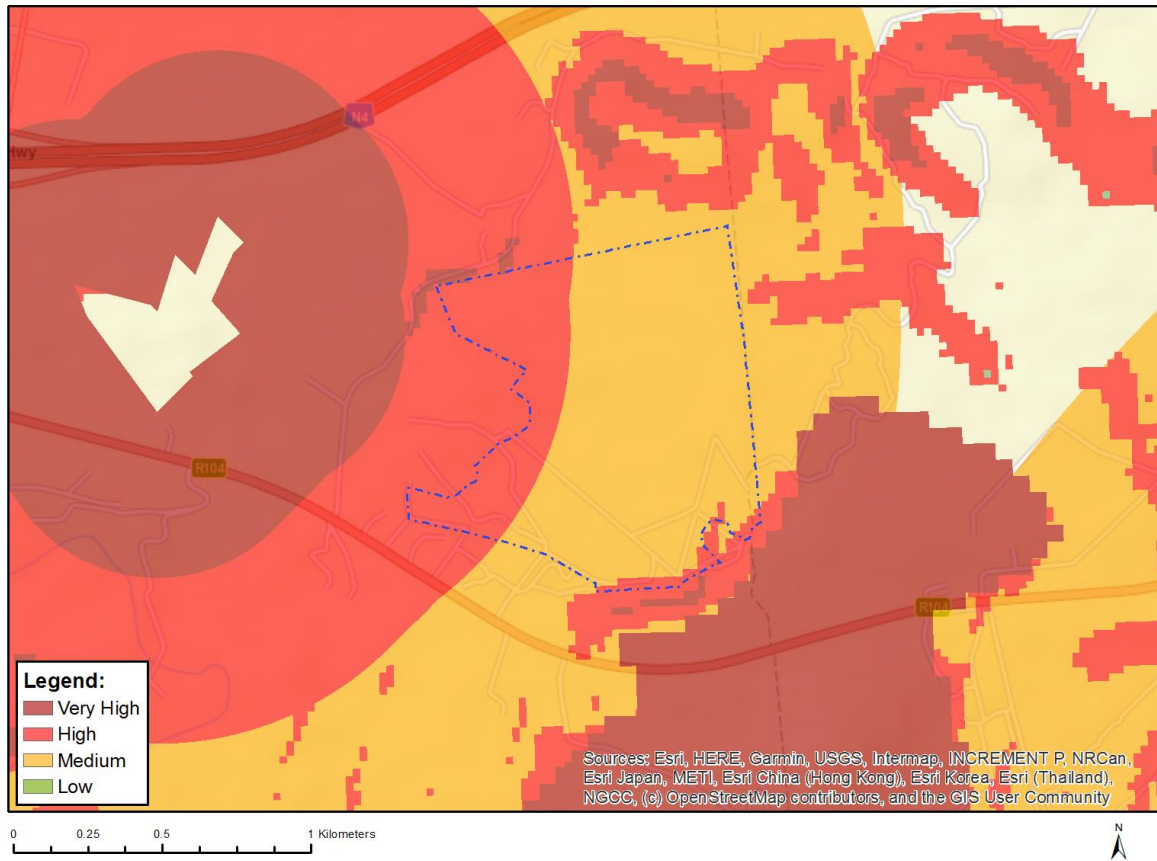 N4
lwy
R104
R104
Legend:
Very High
High
Medium
Low
Sources: Esri, HERE, Garmin, USGS, Intermap, INCREMENT P, NRCan,
Esri Japan, METI, Esri China (Hong Kong), Esri Korea, Esri (Thailand),
NGCC, (c) OpenStreetMap contributors, and the GIS User Community
0 0.25 0.5 1 Kilometers
N